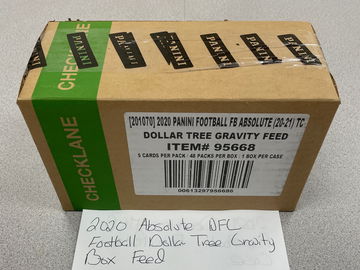 PANINI PANINI PANINI PANINI PANINI
CHECKLANE
CHECKLANE
[201070] 2020 PANINI FOOTBALL FB ABSOLUTE (20-21) TC
DOLLAR TREE GRAVITY FEED
ITEM# 95668
5 CARDS PER PACK / 48 PACKS PER BOX / 1 BOX PER CASE
00613297956686
2020 Absolute NFL
Football Dollar Tree Gravity
Box Feed